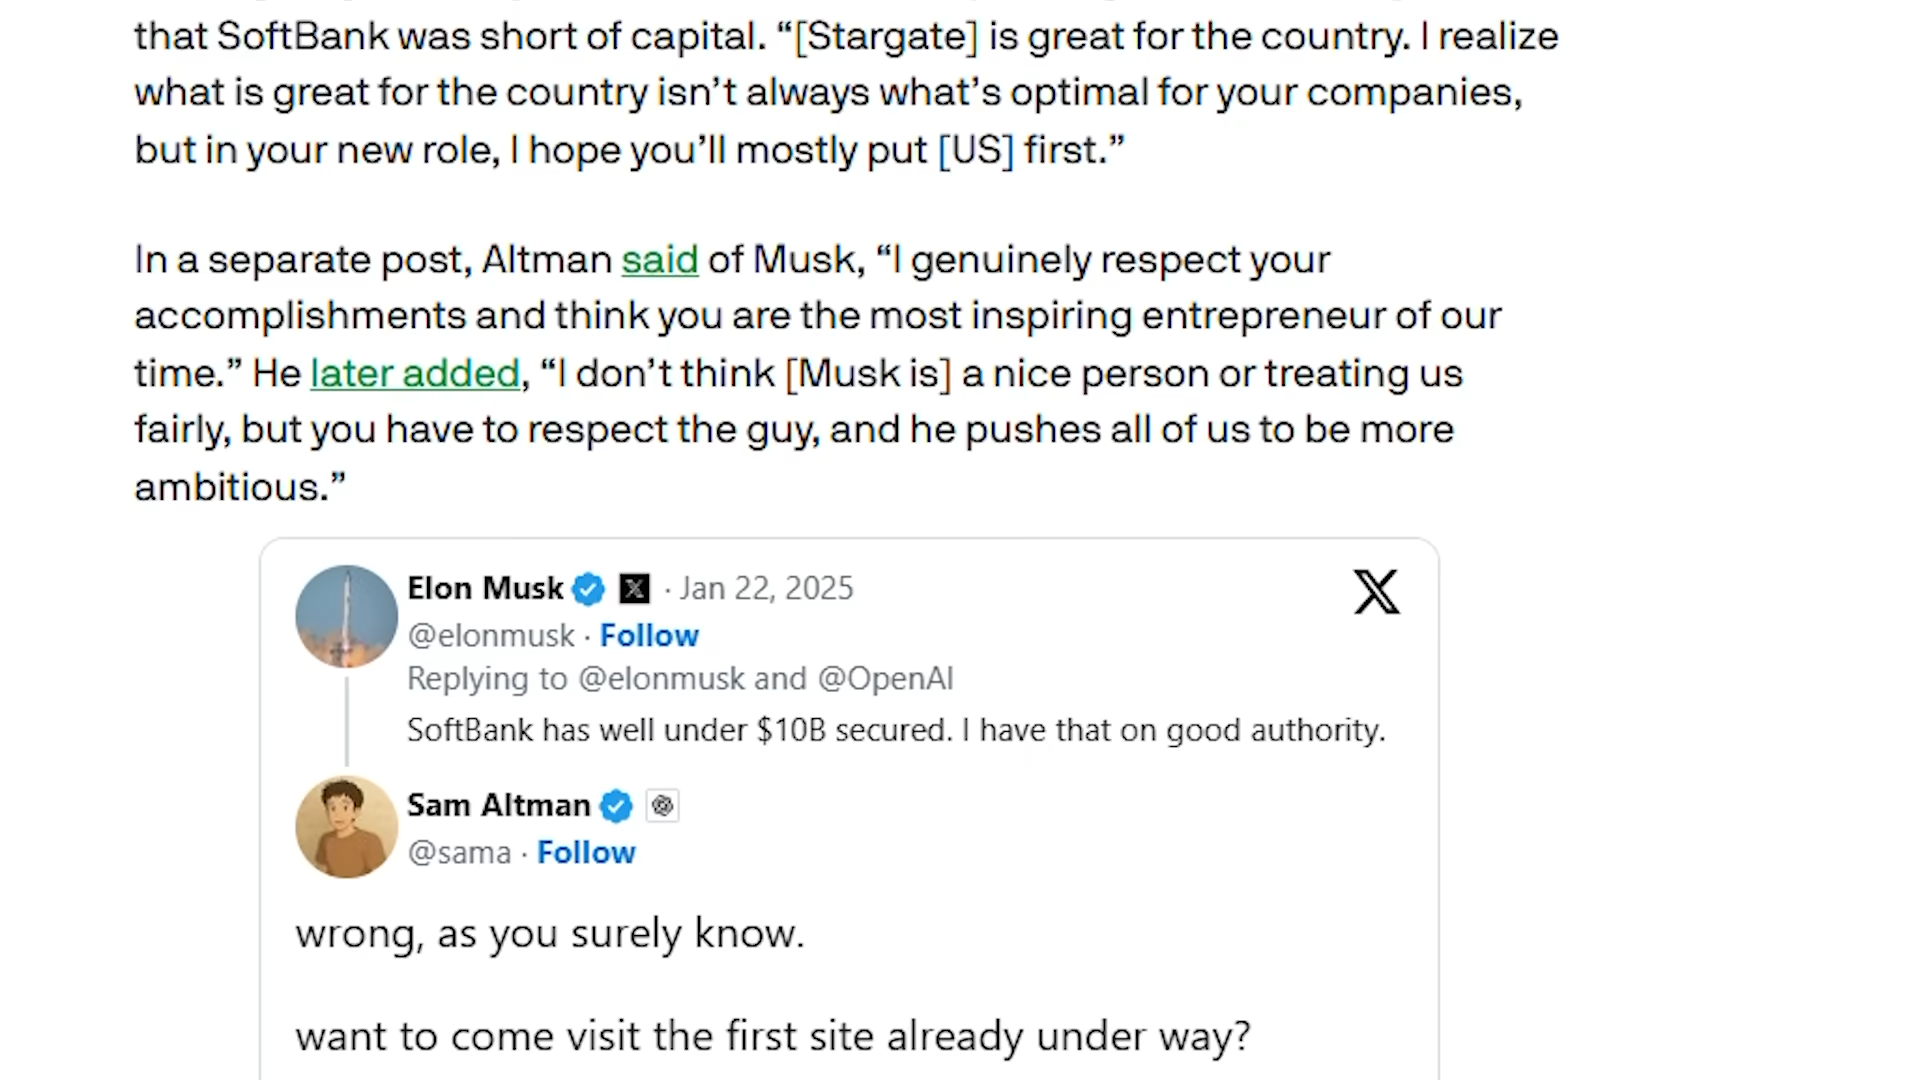 that SoftBank was short of capital. “[Stargate] is great for the country. I realize
what is great for the country isn’t always what’s optimal for your companies,
but in your new role, I hope you’ll mostly put [US] first.”
In a separate post, Altman said of Musk, “I genuinely respect your
accomplishments and think you are the most inspiring entrepreneur of our
time.” He later added, “I don’t think [Musk is] a nice person or treating us
fairly, but you have to respect the guy, and he pushes all of us to be more
ambitious.”
Elon Musk · Jan 22, 2025
@elonmusk · Follow
Replying to @elonmusk and @OpenAI
SoftBank has well under $10B secured. I have that on good authority.
Sam Altman
@sama · Follow
wrong, as you surely know.
want to come visit the first site already under way?